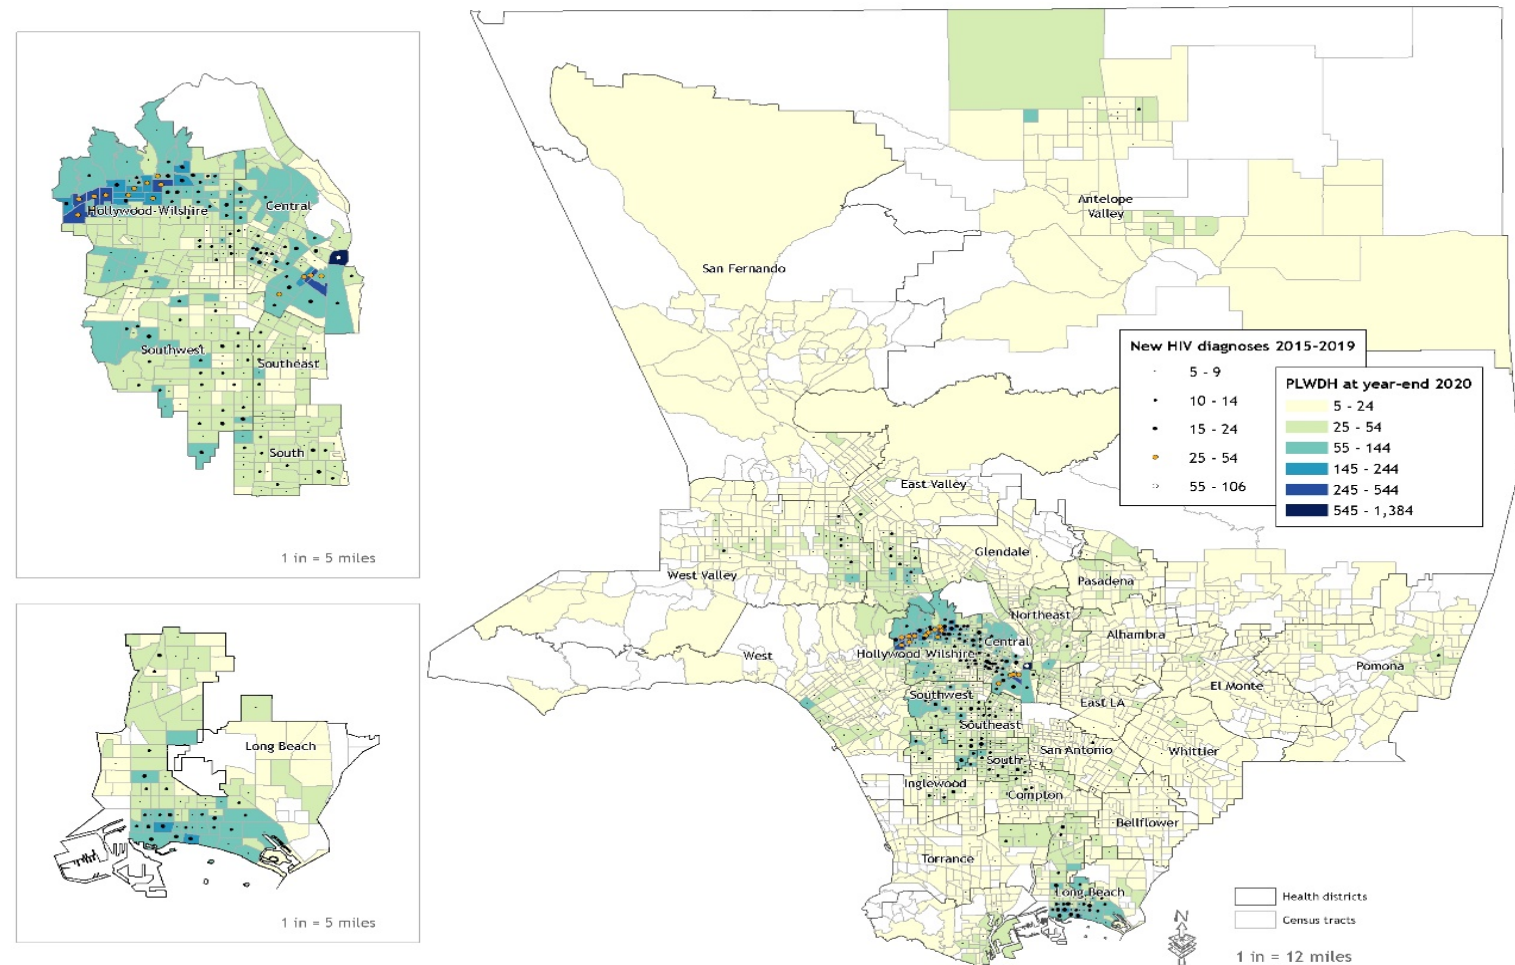 Hollywood-Wilshire
Central
Southwest
Southeast
South
1 in = 5 miles
Long Beach
1 in = 5 miles
Antelope
Valley
San Fernando
New HIV diagnoses 2015-2019
5 - 9
10 - 14
15 - 24
25 - 54
55 - 106
PLWDH at year-end 2020
5 - 24
25 - 54
55 - 144
145 - 244
245 - 544
545 - 1,384
East Valley
Glendale
West Valley
Pasadena
Northeast
Alhambra
Central
West
Hollywood-Wilshire
Pomona
El Monte
Southwest
East LA
Southeast
San Antonio
Whittier
South
Inglewood
Compton
Bellflower
Torrance
Long Beach
Health districts
Census tracts
N
1 in = 12 miles